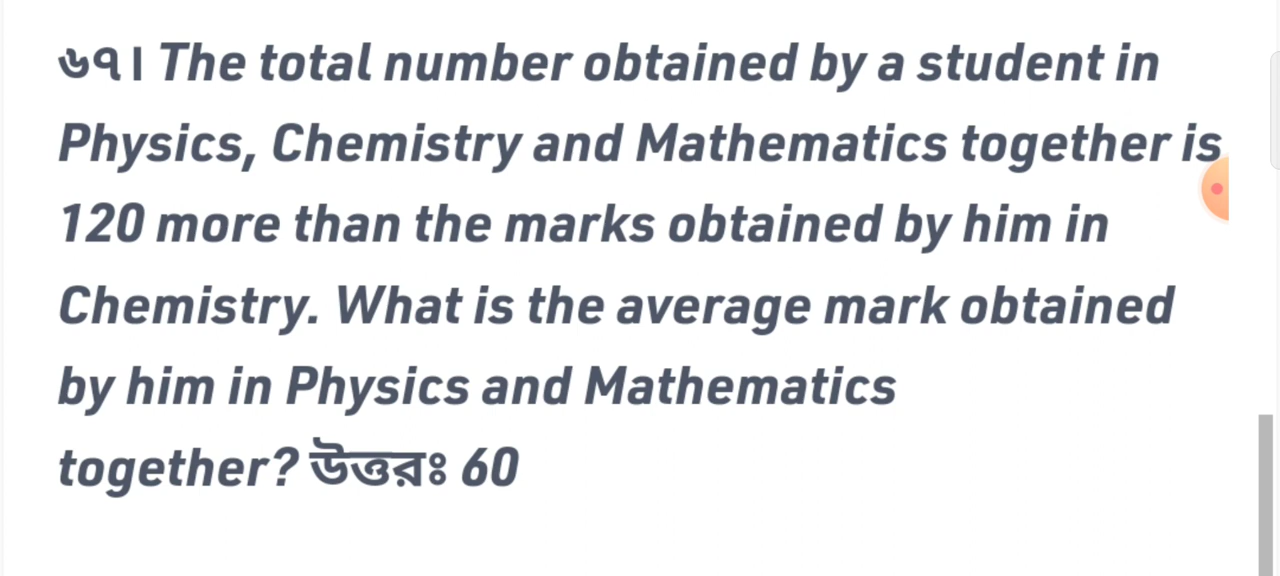 ৬৭। The total number obtained by a student in
Physics, Chemistry and Mathematics together is
120 more than the marks obtained by him in
Chemistry. What is the average mark obtained
by him in Physics and Mathematics
together? উত্তরঃ 60